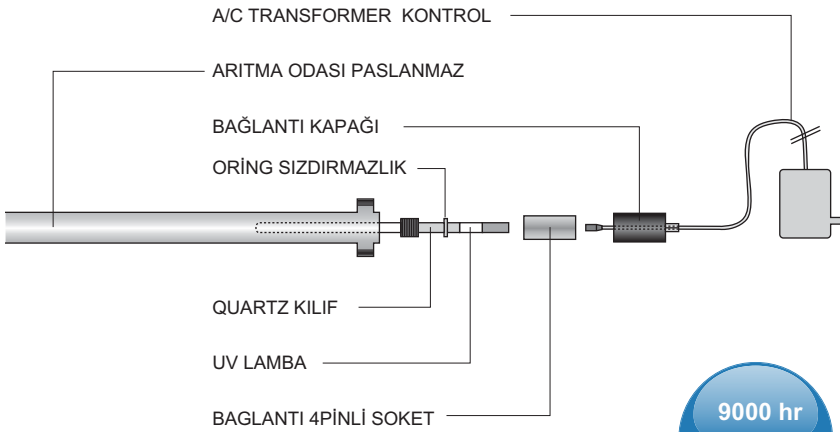 A/C TRANSFORMER KONTROL
ARITMA ODASI PASLANMAZ
BAĞLANTI KAPAĞI
ORİNG SIZDIRMAZLIK
QUARTZ KILIF
UV LAMBA
BAGLANTI 4PİNLİ SOKET
9000 hr